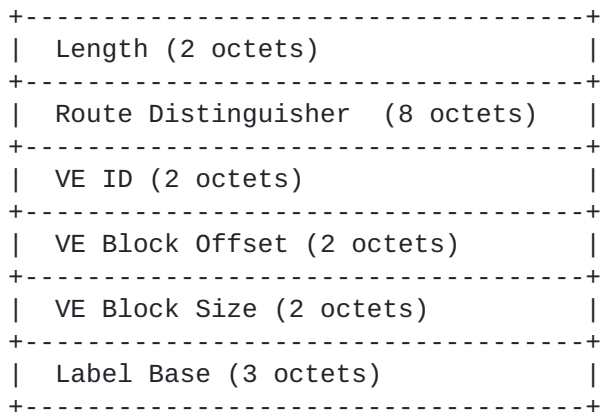 +------------------------------------+
|  Length (2 octets)                 |
+------------------------------------+
|  Route Distinguisher  (8 octets)   |
+------------------------------------+
|  VE ID (2 octets)                  |
+------------------------------------+
|  VE Block Offset (2 octets)        |
+------------------------------------+
|  VE Block Size (2 octets)          |
+------------------------------------+
|  Label Base (3 octets)             |
+------------------------------------+